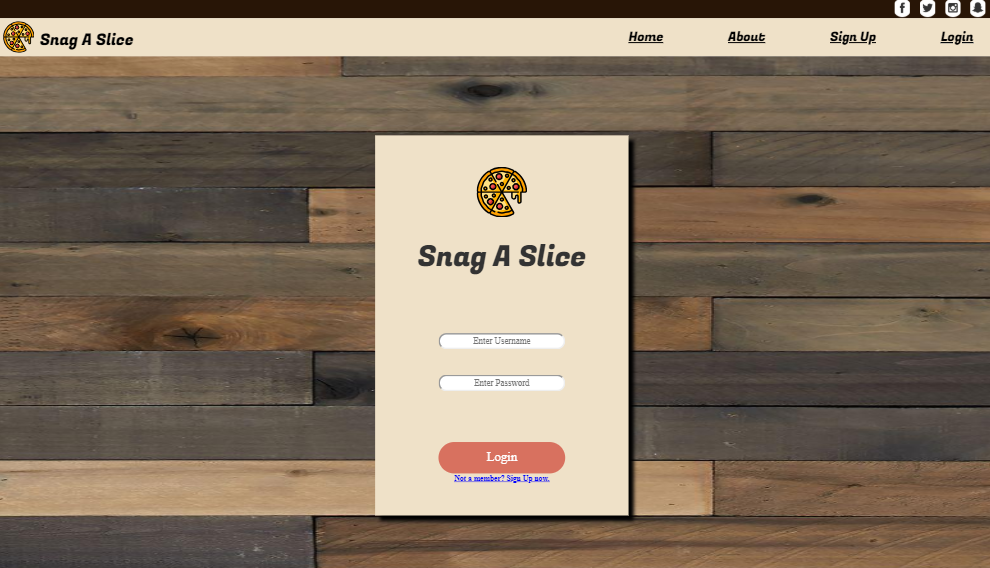 Snag A Slice
Home About Sign Up Login
Snag A Slice
Enter Username
Enter Password
Login
Not a member? Sign Up now.